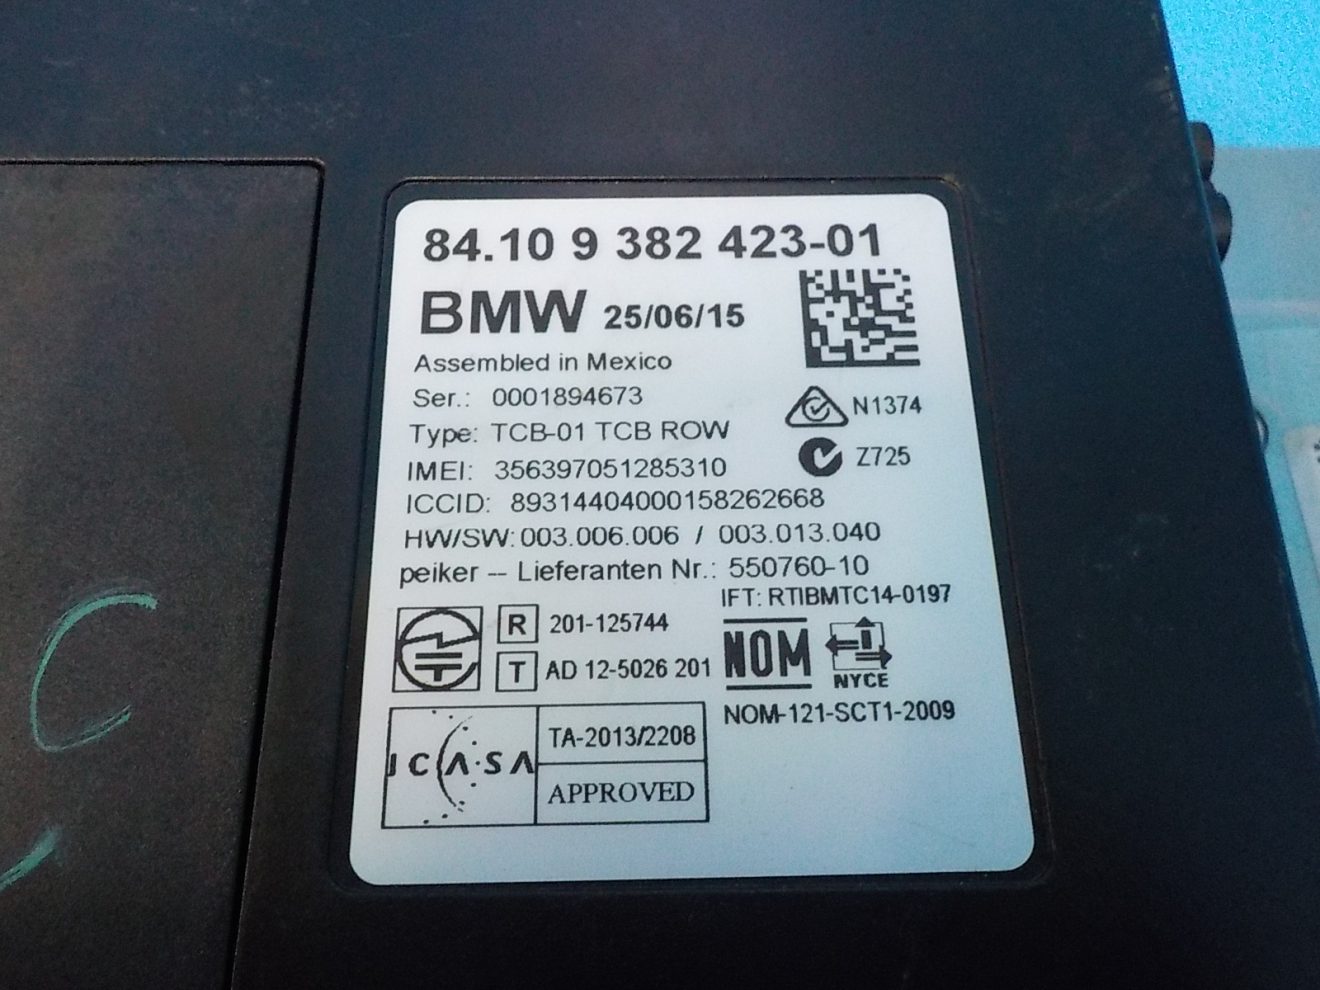 84.10 9 382 423-01
BMW 25/06/15
Assembled in Mexico
Ser.: 0001894673
N1374
Type: TCB-01 TCB ROW
Z725
IMEI: 356397051285310
ICCID: 89314404000158262668
HW/SW: 003.006.006 / 003.013.040
peiker -- Lieferanten Nr.: 550760-10
IFT: RTIBMTC14-0197
R 201-125744
T AD 12-5026 201
NOM NYCE
NOM-121-SCT1-2009
ICASA
TA-2013/2208
APPROVED
C